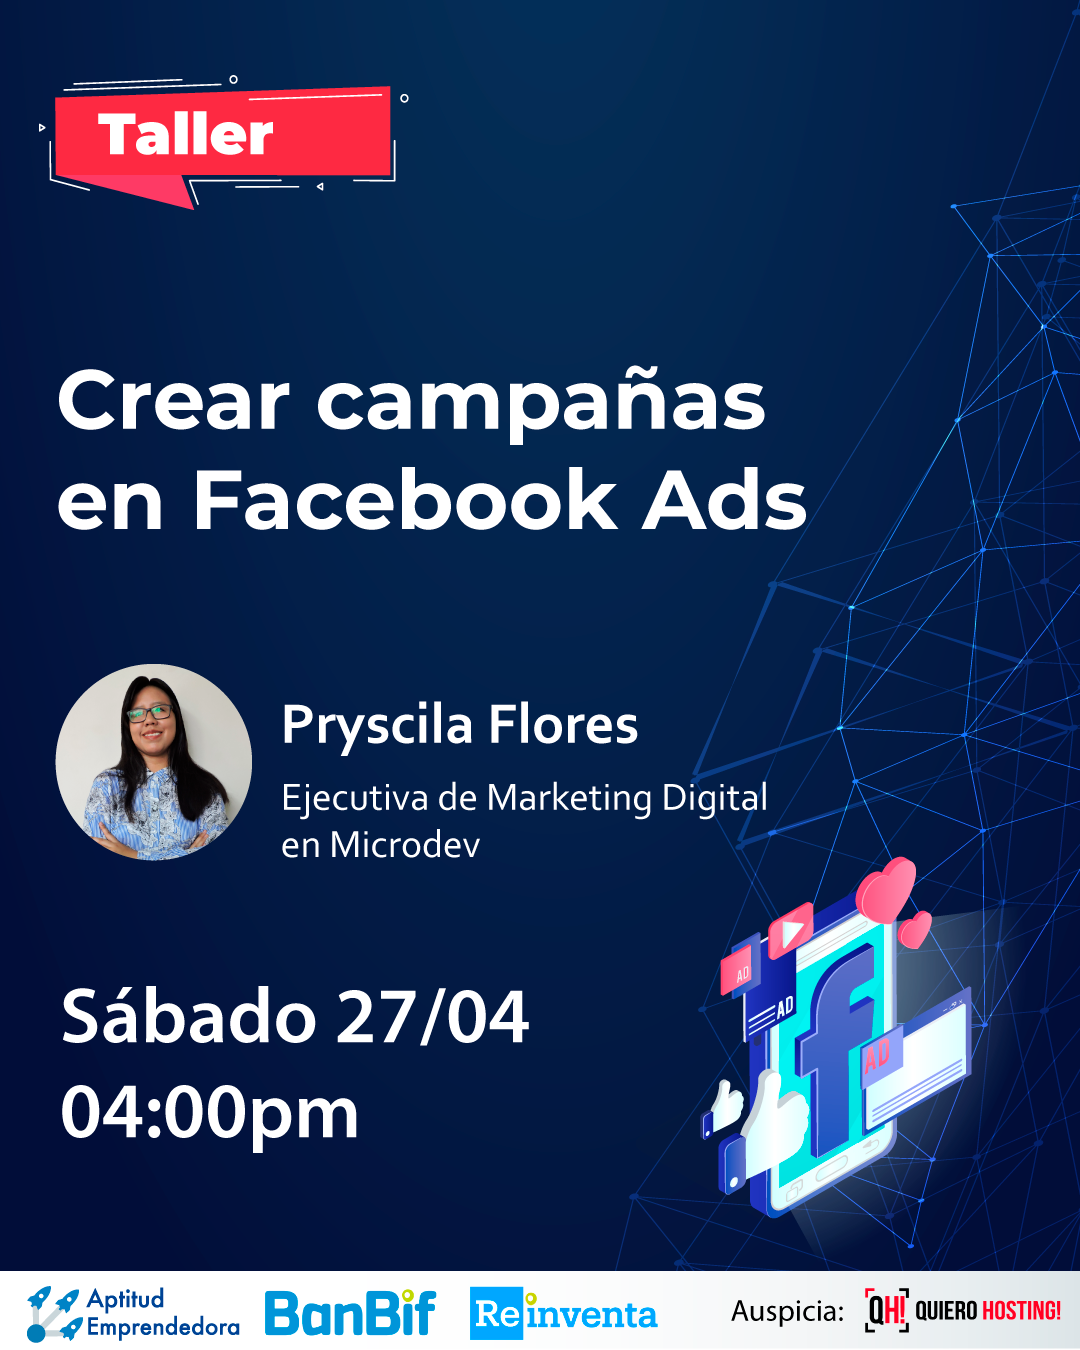 Taller
Crear campañas
en Facebook Ads
Pryscila Flores
Ejecutiva de Marketing Digital
en Microdev
Sábado 27/04
04:00pm
AD
AD
AD
f
Aptitud
Emprendedora
BanBif
Reinventa
Auspicia:
QH! QUIERO HOSTING!